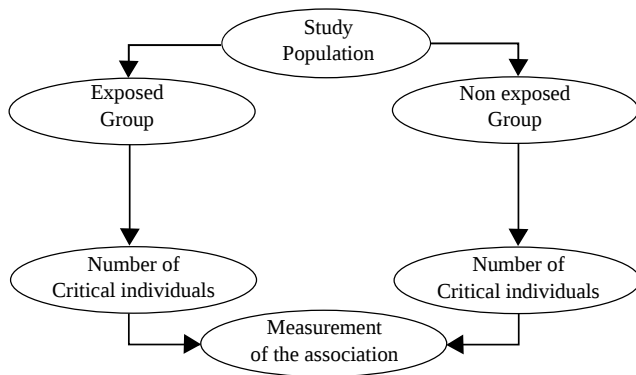 Study
Population
Exposed
Group
Non exposed
Group
Number of
Critical individuals
Number of
Critical individuals
Measurement
of the association